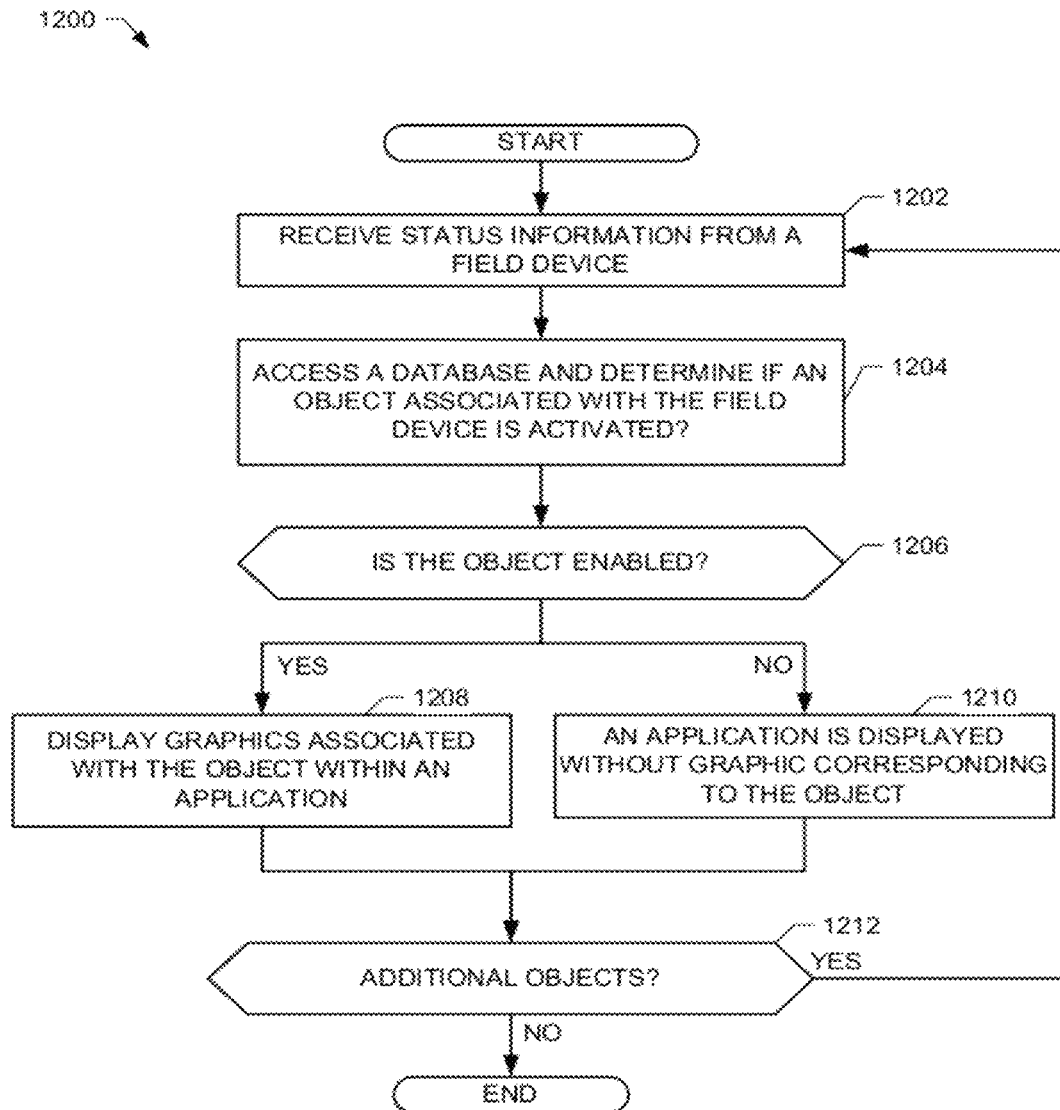 1200
START
1202
RECEIVE STATUS INFORMATION FROM A
FIELD DEVICE
1204
ACCESS A DATABASE AND DETERMINE IF AN
OBJECT ASSOCIATED WITH THE FIELD
DEVICE IS ACTIVATED?
1206
IS THE OBJECT ENABLED?
YES
NO
1208
DISPLAY GRAPHICS ASSOCIATED
WITH THE OBJECT WITHIN AN
APPLICATION
1210
AN APPLICATION IS DISPLAYED
WITHOUT GRAPHIC CORRESPONDING
TO THE OBJECT
1212
ADDITIONAL OBJECTS?
YES
NO
END